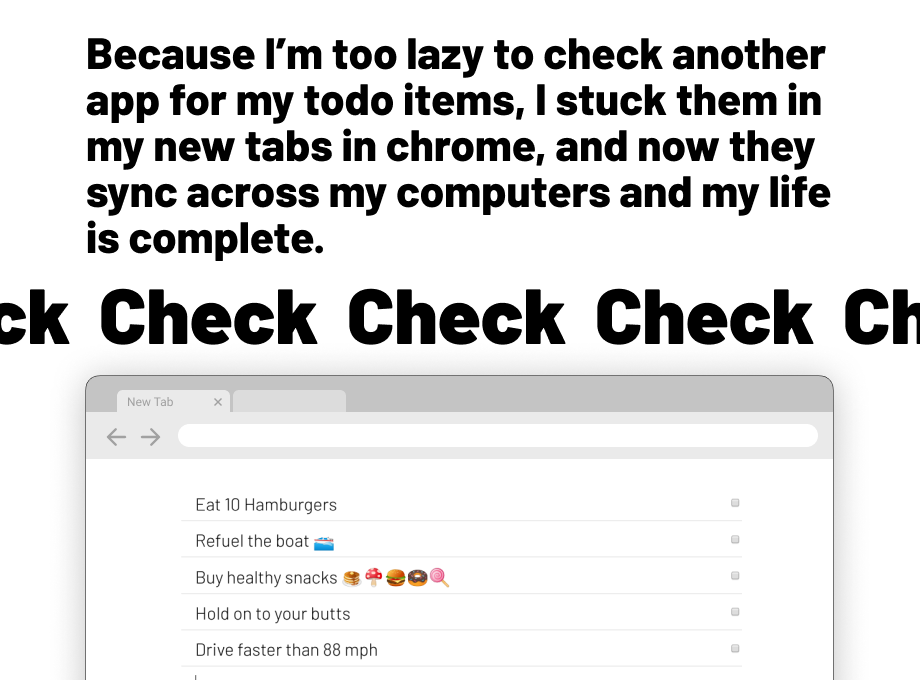 Because I’m too lazy to check another
app for my todo items, I stuck them in
my new tabs in chrome, and now they
sync across my computers and my life
is complete.
ck Check Check Check Ch
New Tab
Eat 10 Hamburgers
Refuel the boat 🚤
Buy healthy snacks 🥞🍄🍔🍩🍭
Hold on to your butts
Drive faster than 88 mph